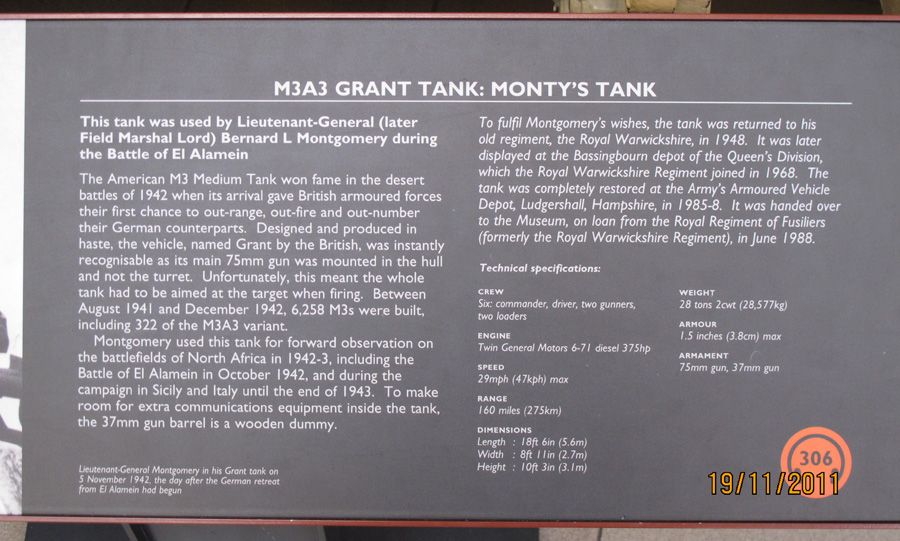 M3A3 GRANT TANK: MONTY'S TANK
This tank was used by Lieutenant-General (later
Field Marshal Lord) Bernard L Montgomery during
the Battle of El Alamein
The American M3 Medium Tank won fame in the desert
battles of 1942 when its arrival gave British armoured forces
their first chance to out-range, out-fire and out-number
their German counterparts. Designed and produced in
haste, the vehicle, named Grant by the British, was instantly
recognisable as its main 75mm gun was mounted in the hull
and not the turret. Unfortunately, this meant the whole
tank had to be aimed at the target when firing. Between
August 1941 and December 1942, 6,258 M3s were built,
including 322 of the M3A3 variant.
Montgomery used this tank for forward observation on
the battlefields of North Africa in 1942-3, including the
Battle of El Alamein in October 1942, and during the
campaign in Sicily and Italy until the end of 1943. To make
room for extra communications equipment inside the tank,
the 37mm gun barrel is a wooden dummy.
Lieutenant-General Montgomery in his Grant tank on
5 November 1942, the day after the German retreat
from El Alamein had begun
To fulfil Montgomery's wishes, the tank was returned to his
old regiment, the Royal Warwickshire, in 1948. It was later
displayed at the Bassingbourn depot of the Queen's Division,
which the Royal Warwickshire Regiment joined in 1968. The
tank was completely restored at the Army's Armoured Vehicle
Depot, Ludgershall, Hampshire, in 1985-8. It was handed over
to the Museum, on loan from the Royal Regiment of Fusiliers
(formerly the Royal Warwickshire Regiment), in June 1988.
Technical specifications:
CREW
Six: commander, driver, two gunners,
two loaders
ENGINE
Twin General Motors 6-71 diesel 375hp
SPEED
29mph (47kph) max
RANGE
160 miles (275km)
DIMENSIONS
Length : 18ft 6in (5.6m)
Width : 8ft 11in (2.7m)
Height : 10ft 3in (3.1m)
WEIGHT
28 tons 2cwt (28,577kg)
ARMOUR
1.5 inches (3.8cm) max
ARMAMENT
75mm gun, 37mm gun
306
19/11/2011